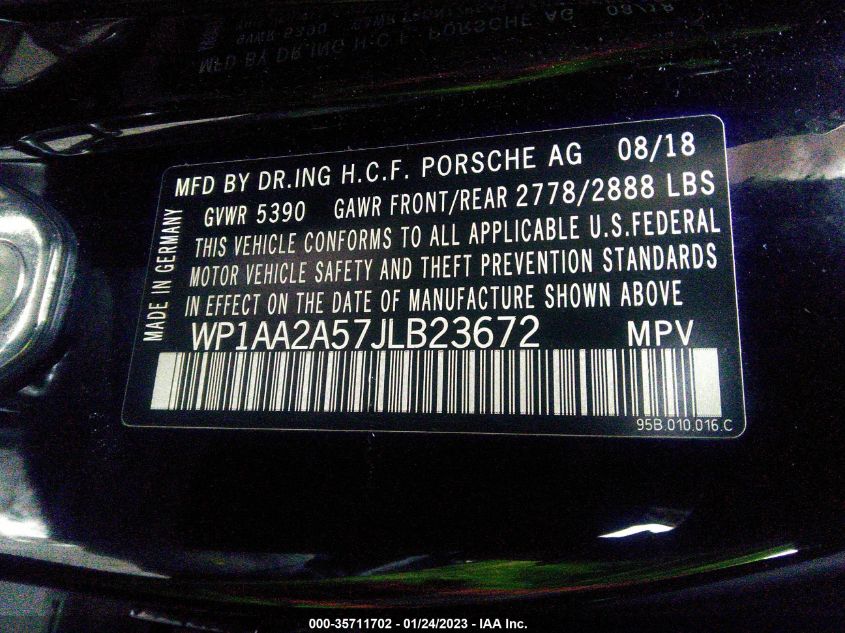 MFD BY DR.ING H.C.F. PORSCHE AG 08/18
GVWR 5390 GAWR FRONT/REAR 2778/2888 LBS
THIS VEHICLE CONFORMS TO ALL APPLICABLE U.S.FEDERAL
MOTOR VEHICLE SAFETY AND THEFT PREVENTION STANDARDS
IN EFFECT ON THE DATE OF MANUFACTURE SHOWN ABOVE
WP1AA2A57JLB23672 MPV
95B.010.016.C
MADE IN GERMANY
000-35711702 - 01/24/2023 - IAA Inc.